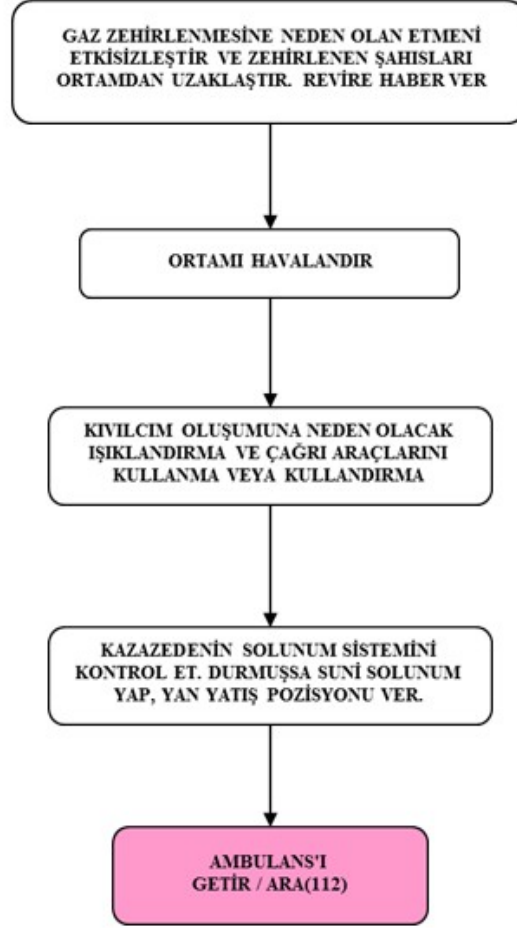 GAZ ZEHİRLENMESİNE NEDEN OLAN ETMENİ
ETKİSİZLEŞTİR VE ZEHİRLENEN ŞAHISLARI
ORTAMDAN UZAKLAŞTIR. REVİRE HABER VER
ORTAMI HAVALANDIR
KIVILCIM OLUŞUMUNA NEDEN OLACAK
IŞIKLANDIRMA VE ÇAĞRI ARAÇLARINI
KULLANMA VEYA KULLANDIRMA
KAZAZEDENİN SOLUNUM SİSTEMİNİ
KONTROL ET. DURMUŞSA SUNİ SOLUNUM
YAP, YAN YATIŞ POZİSYONU VER.
AMBULANS'I
GETİR / ARA(112)